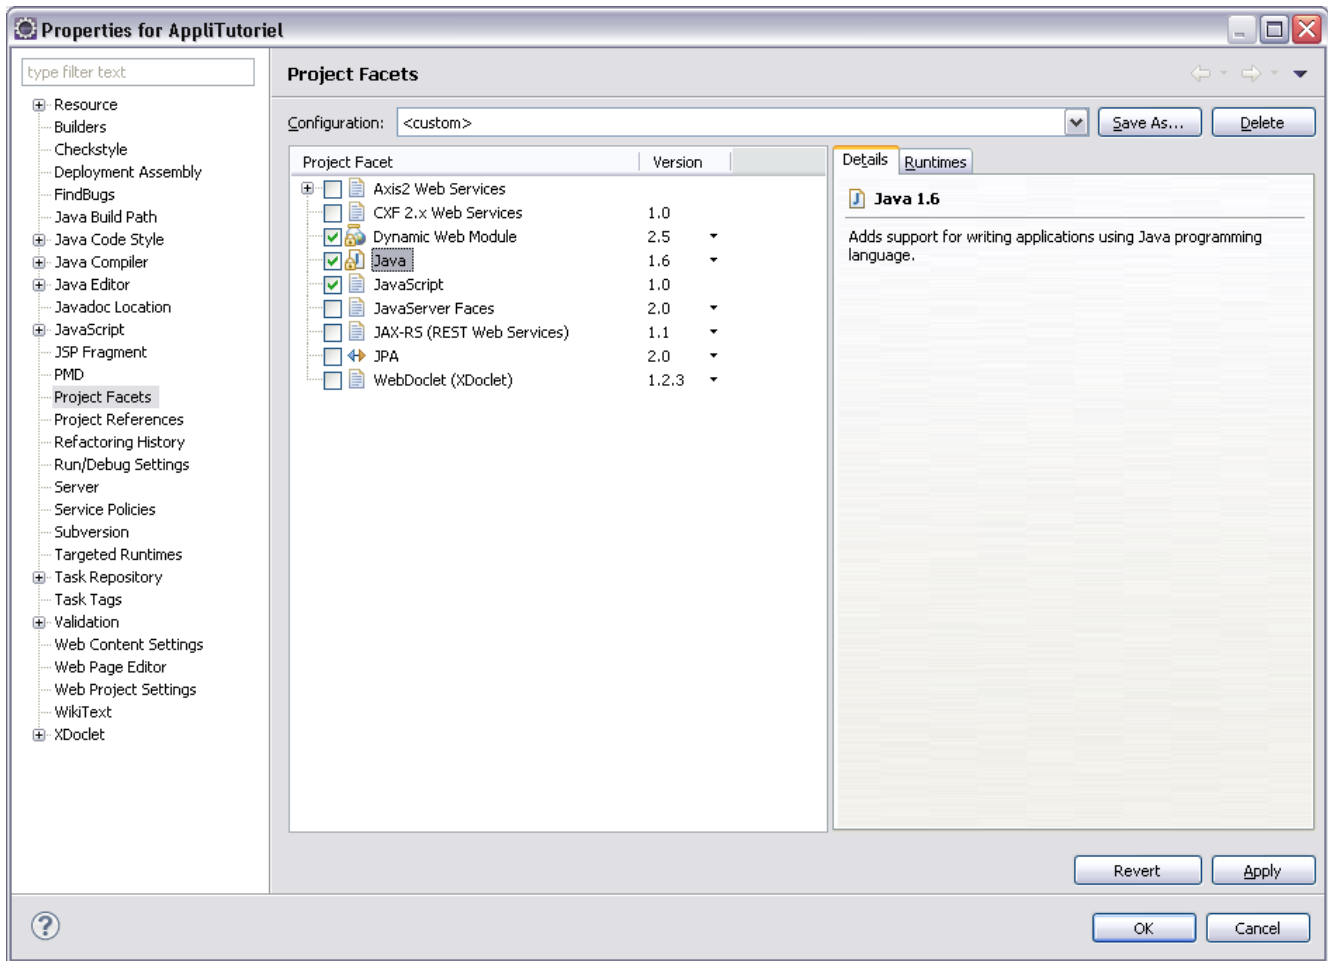 Properties for AppliTutoriel
type filter text
Resource
Builders
Checkstyle
Deployment Assembly
FindBugs
Java Build Path
Java Code Style
Java Compiler
Java Editor
Javadoc Location
JavaScript
JSP Fragment
PMD
Project Facets
Project References
Refactoring History
Run/Debug Settings
Server
Service Policies
Subversion
Targeted Runtimes
Task Repository
Task Tags
Validation
Web Content Settings
Web Page Editor
Web Project Settings
WikiText
XDoclet
Project Facets
Configuration: <custom> Save As... Delete
Project Facet Version
Axis2 Web Services
CXF 2.x Web Services 1.0
Dynamic Web Module 2.5
Java 1.6
JavaScript 1.0
JavaServer Faces 2.0
JAX-RS (REST Web Services) 1.1
JPA 2.0
WebDoclet (XDoclet) 1.2.3
Details Runtimes
Java 1.6
Adds support for writing applications using Java programming
language.
Revert Apply
OK Cancel